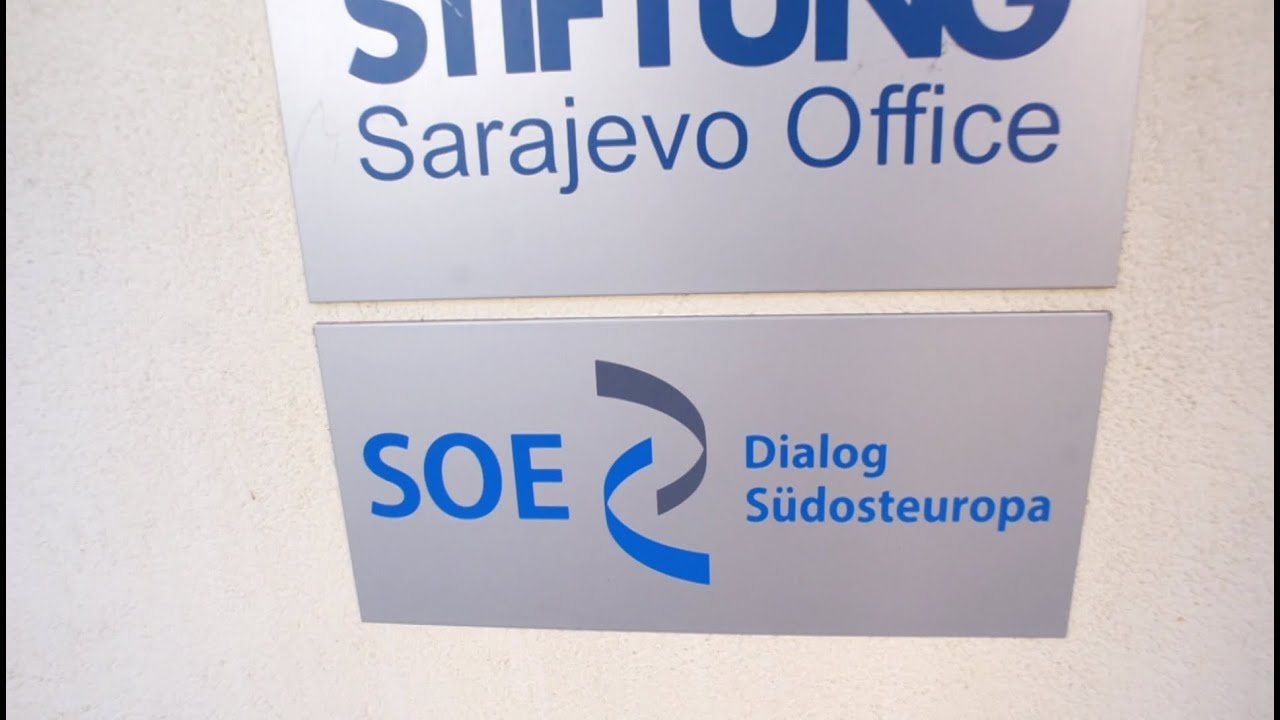 STIFTUNG
Sarajevo Office
SOE
Dialog
Südosteuropa